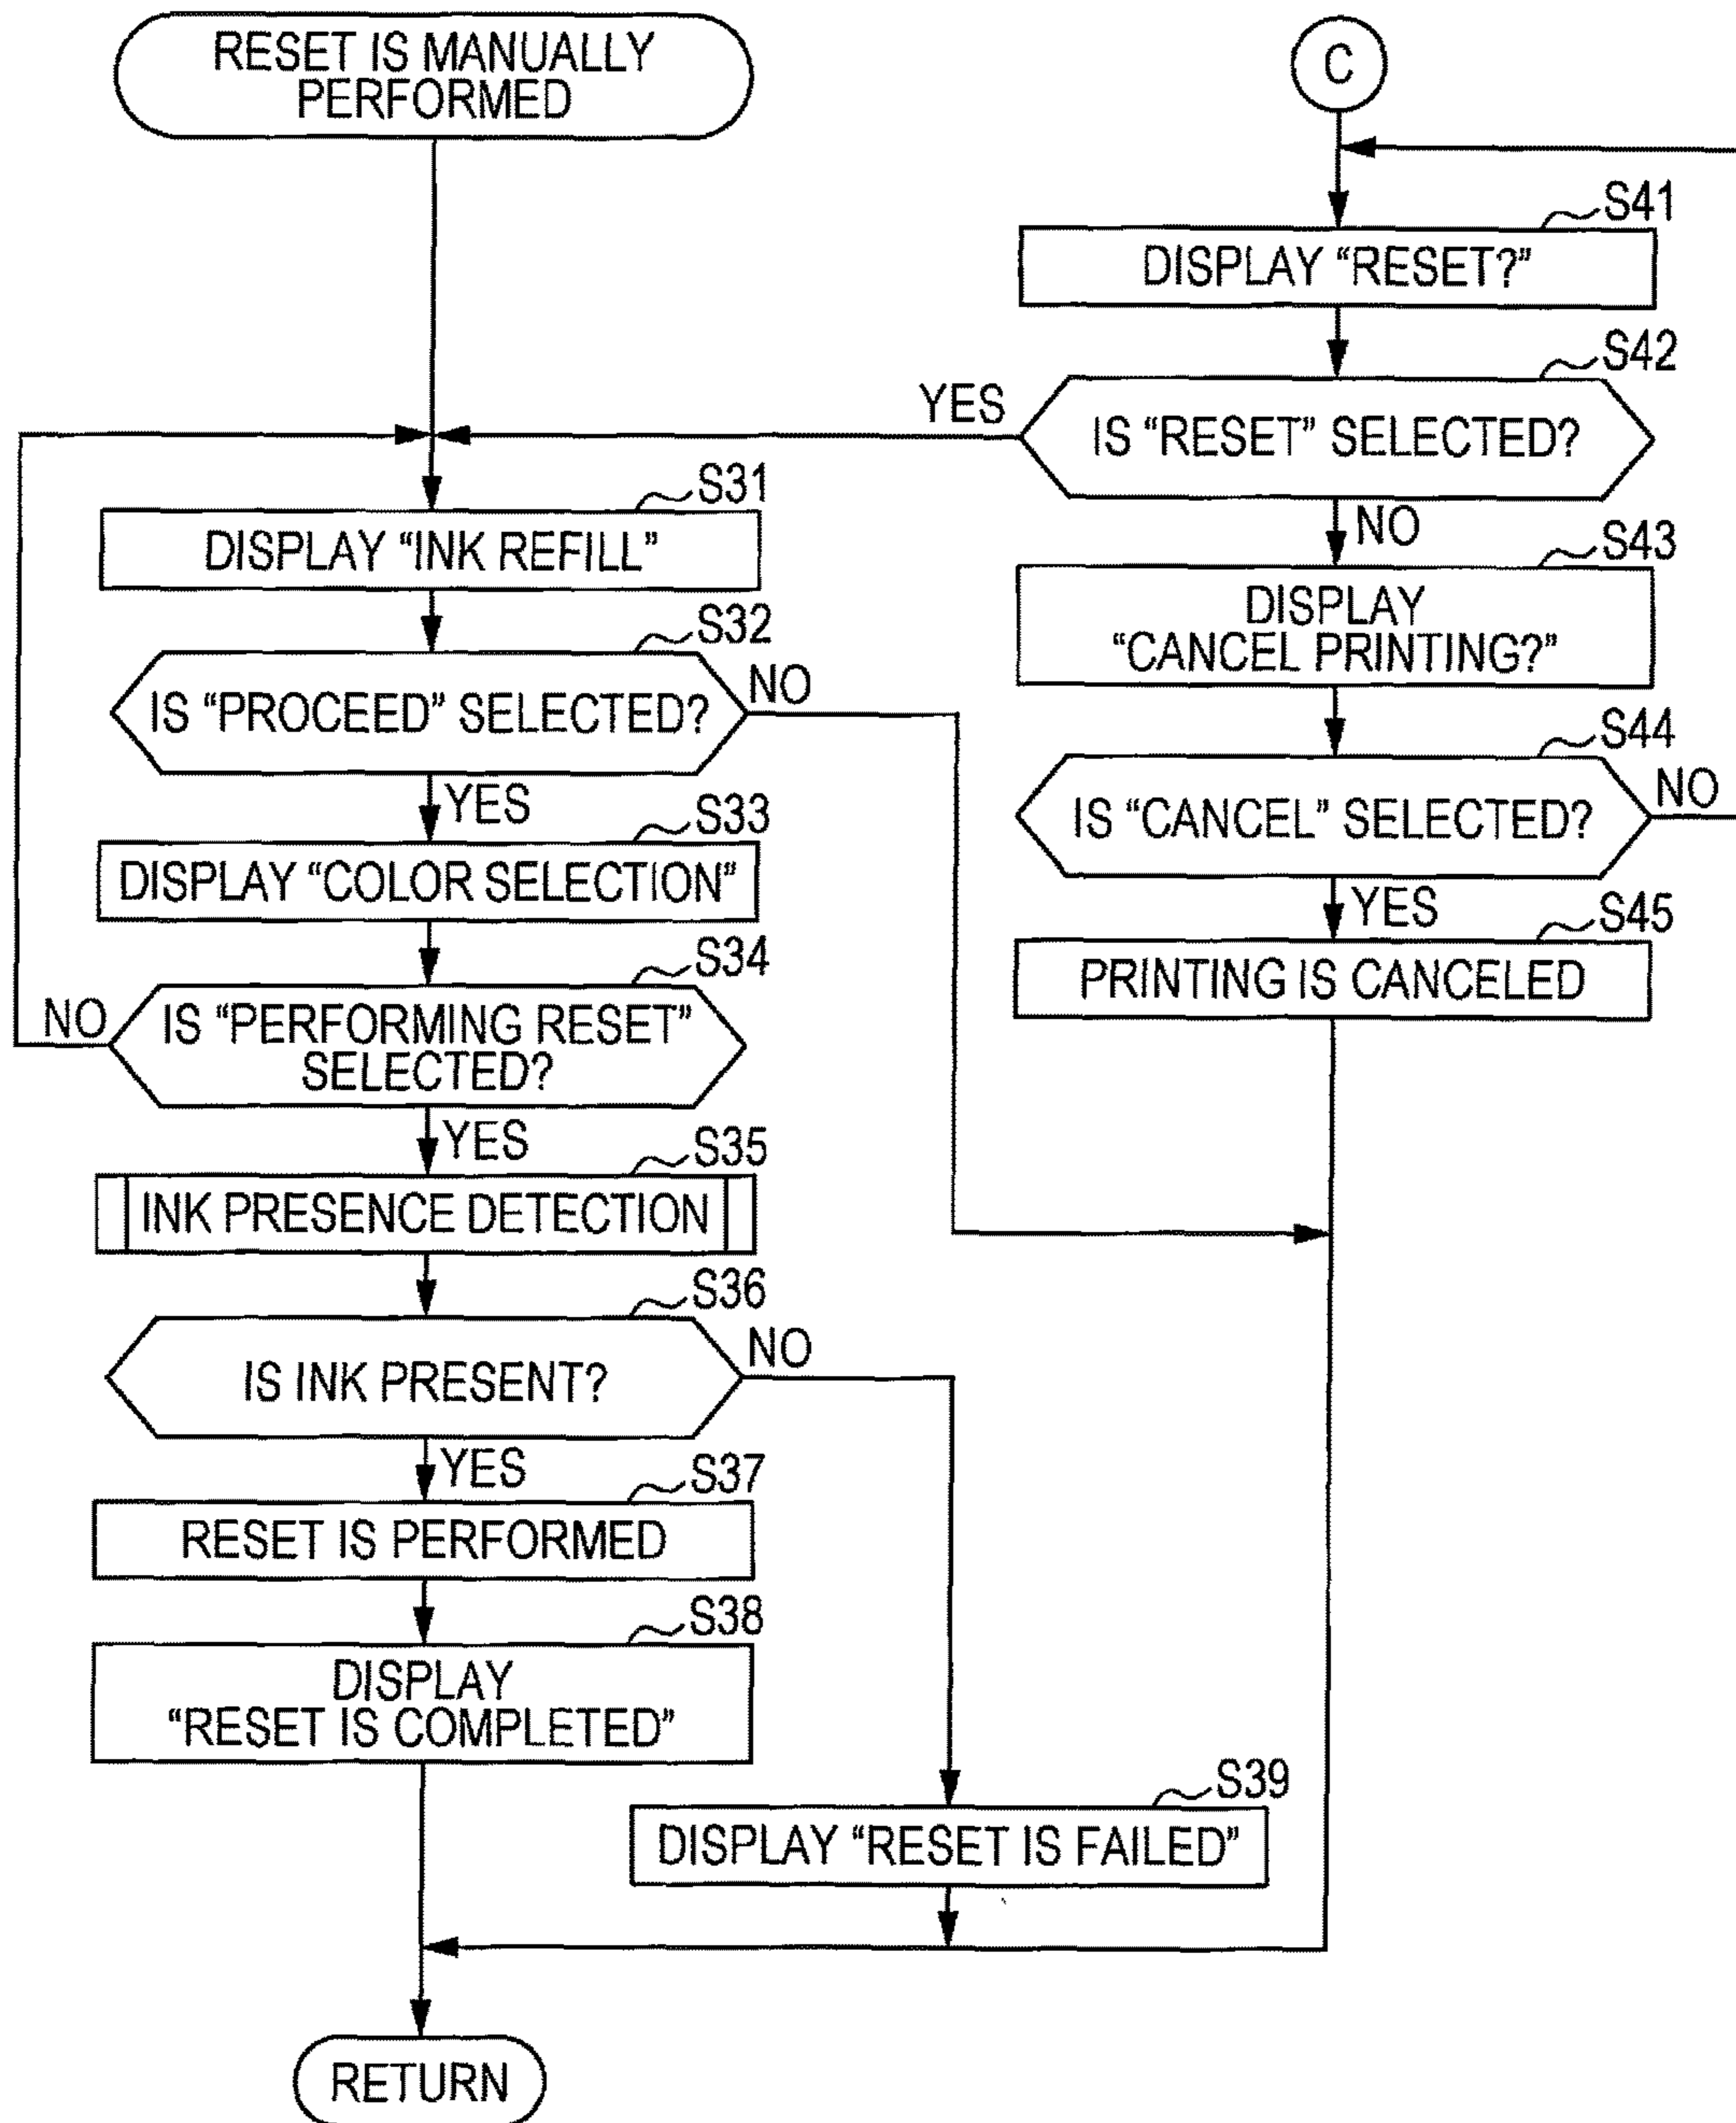 RESET IS MANUALLY
PERFORMED
S31
DISPLAY “INK REFILL”
S32
IS “PROCEED” SELECTED?
NO
YES
S33
DISPLAY “COLOR SELECTION”
S34
NO
IS “PERFORMING RESET”
SELECTED?
YES
S35
INK PRESENCE DETECTION
S36
IS INK PRESENT?
NO
YES
S37
RESET IS PERFORMED
S38
DISPLAY
“RESET IS COMPLETED”
S39
DISPLAY “RESET IS FAILED”
RETURN
C
S41
DISPLAY “RESET?”
S42
YES
IS “RESET” SELECTED?
NO
S43
DISPLAY
“CANCEL PRINTING?”
S44
IS “CANCEL” SELECTED?
NO
YES
S45
PRINTING IS CANCELED